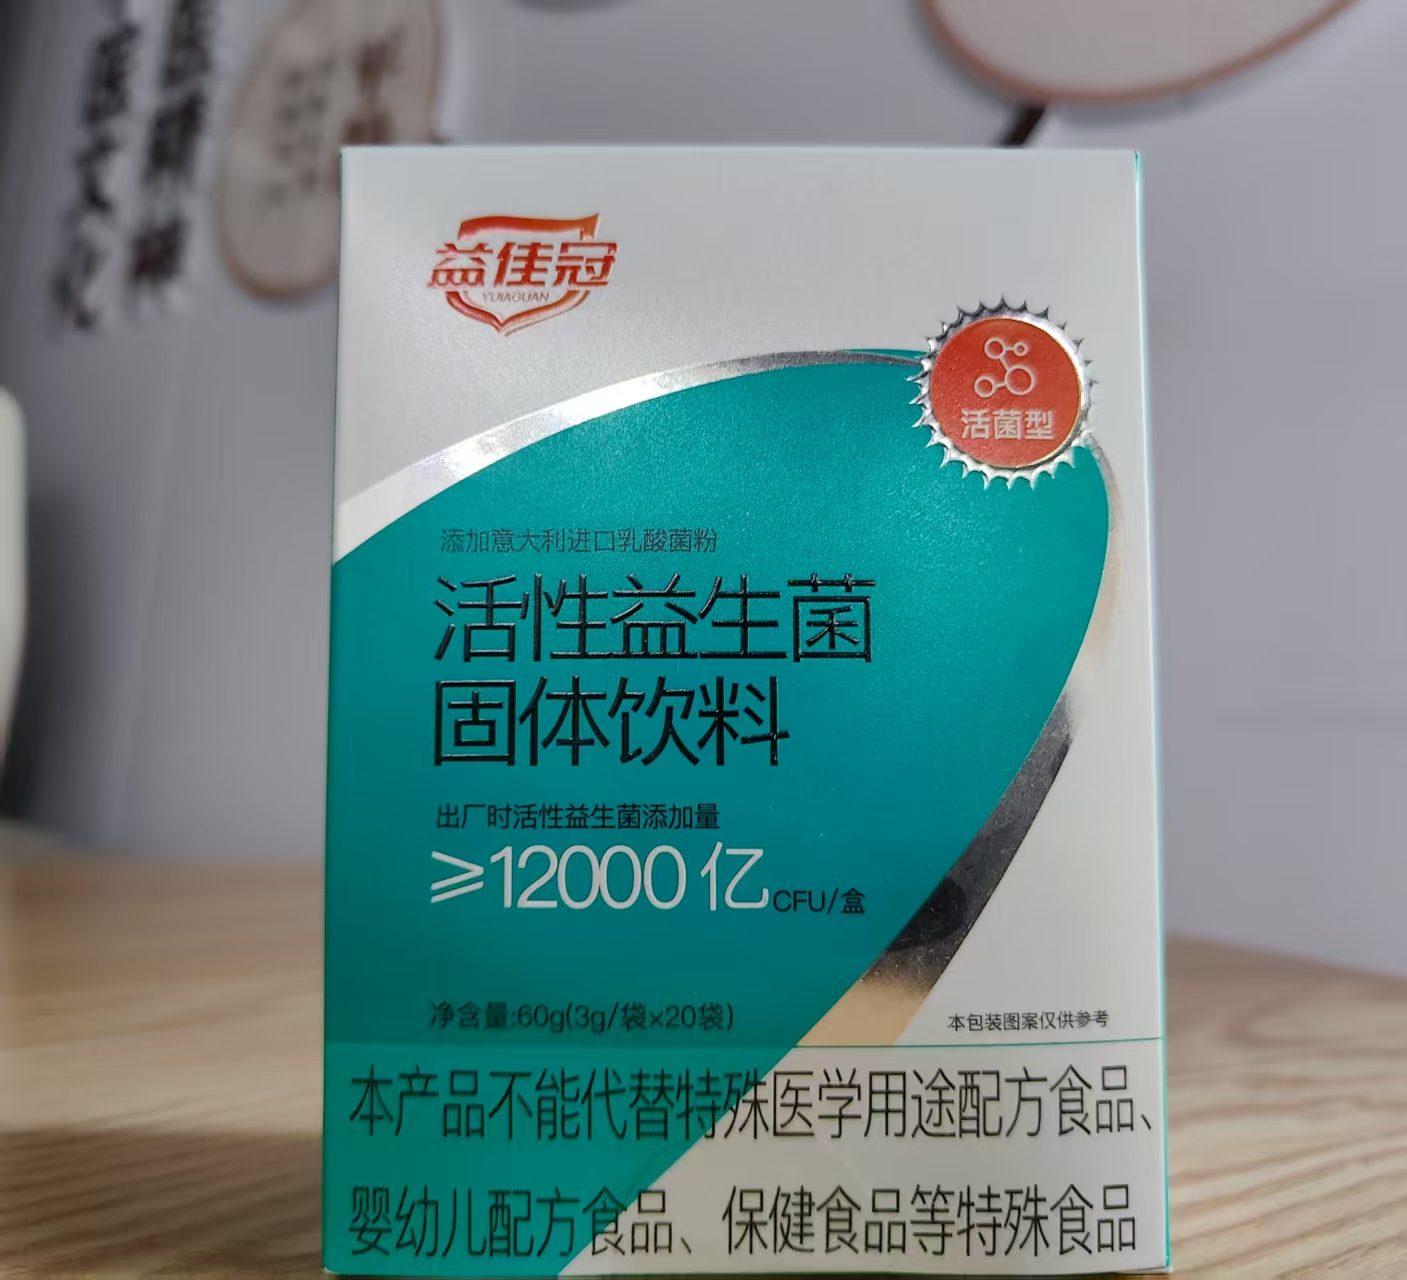 益佳冠
YIJIAGUAN
活菌型
添加意大利进口乳酸菌粉
活性益生菌
固体饮料
出厂时活性益生菌添加量
≥12000亿CFU/盒
净含量:60g(3g/袋×20袋)
本包装图案仅供参考
本产品不能代替特殊医学用途配方食品、
婴幼儿配方食品、保健食品等特殊食品